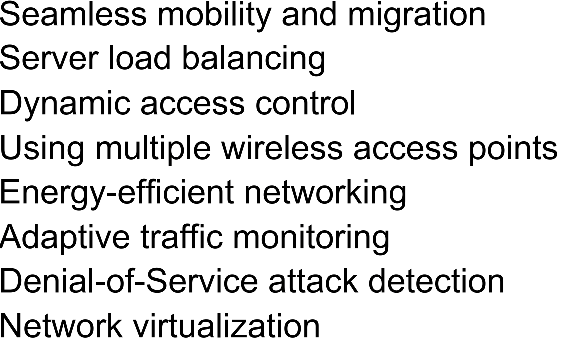 Seamless mobility and migration
Server load balancing
Dynamic access control
Using multiple wireless access points
Energy-efficient networking
Adaptive traffic monitoring
Denial-of-Service attack detection
Network virtualization